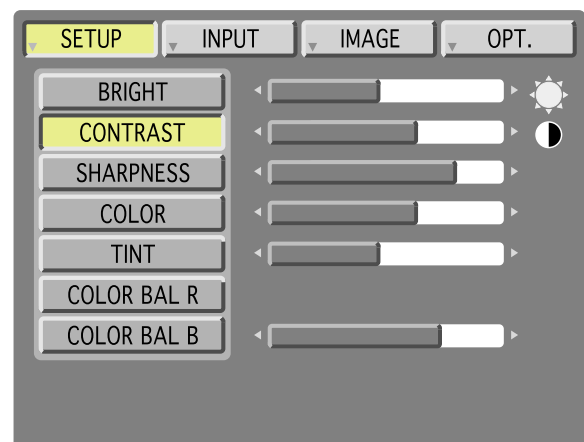 SETUP INPUT IMAGE OPT.
BRIGHT
CONTRAST
SHARPNESS
COLOR
TINT
COLOR BAL R
COLOR BAL B